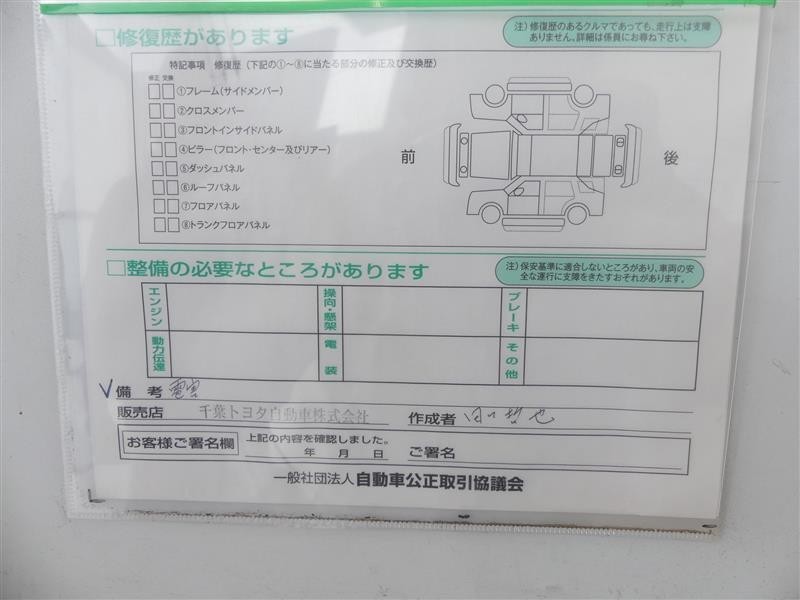 □修復歴があります
注）修復歴のあるクルマであっても、走行上は支障
ありません。詳細は係員にお尋ね下さい。
特記事項 修復歴（下記の①～⑧に当たる部分の修正及び交換歴）
修正 交換
①フレーム（サイドメンバー）
②クロスメンバー
③フロントインサイドパネル
④ピラー（フロント・センター及びリアー）
⑤ダッシュパネル
⑥ルーフパネル
⑦フロアパネル
⑧トランクフロアパネル
前
後
□整備の必要なところがあります
注）保安基準に適合しないところがあり、車両の安
全な運行に支障をきたすおそれがあります。
エンジン
操向・懸架
ブレーキ
動力伝達
電装
その他
備考
販売店 千葉トヨタ自動車株式会社 作成者
お客様ご署名欄
上記の内容を確認しました。
年 月 日 ご署名
一般社団法人 自動車公正取引協議会